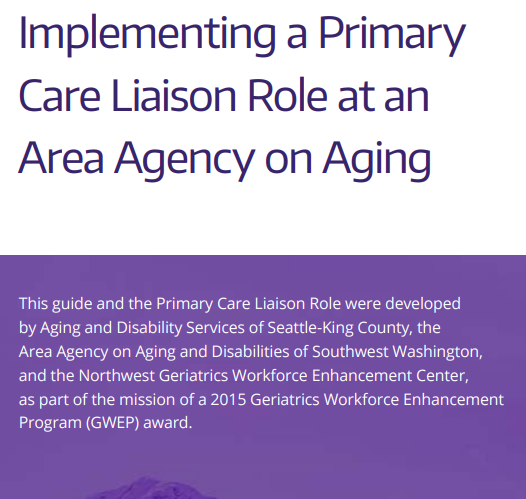 Implementing a Primary
Care Liaison Role at an
Area Agency on Aging
This guide and the Primary Care Liaison Role were developed
by Aging and Disability Services of Seattle-King County, the
Area Agency on Aging and Disabilities of Southwest Washington,
and the Northwest Geriatrics Workforce Enhancement Center,
as part of the mission of a 2015 Geriatrics Workforce Enhancement
Program (GWEP) award.